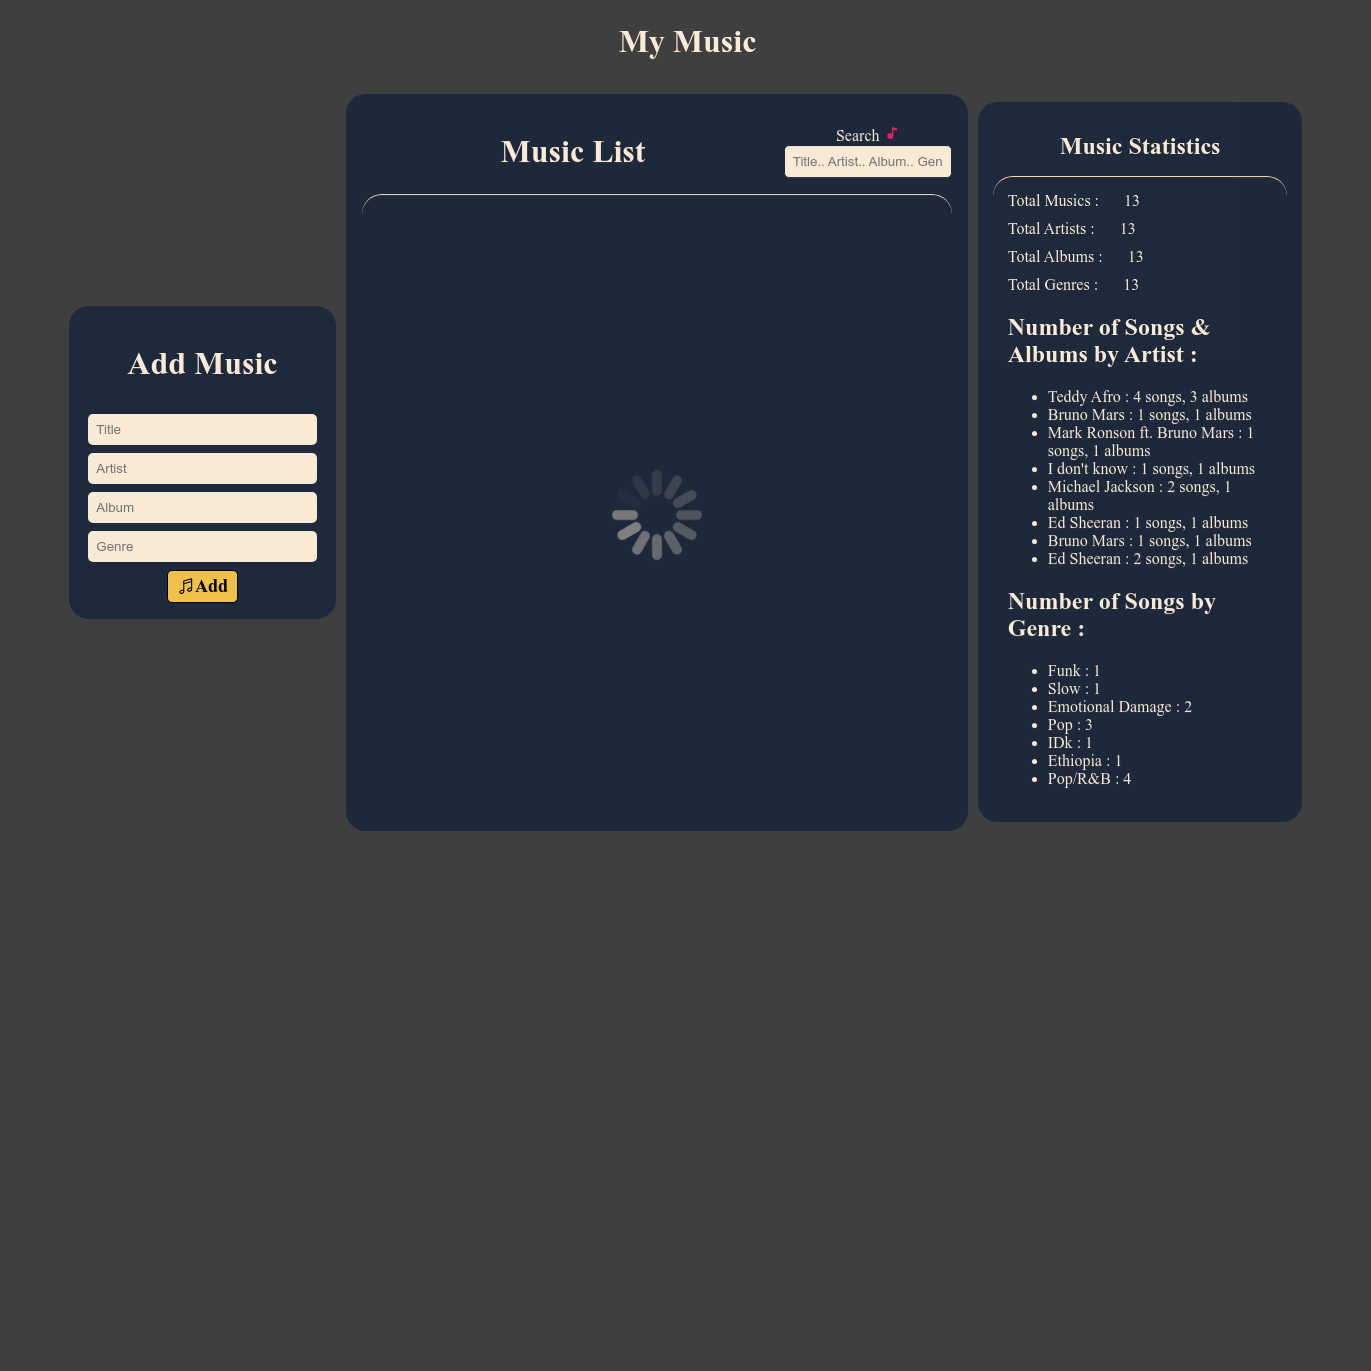 My Music
Add Music
Title
Artist
Album
Genre
Add
Music List
Search
Title.. Artist.. Album.. Gen
Music Statistics
Total Musics : 13
Total Artists : 13
Total Albums : 13
Total Genres : 13
Number of Songs &
Albums by Artist :
Teddy Afro : 4 songs, 3 albums
Bruno Mars : 1 songs, 1 albums
Mark Ronson ft. Bruno Mars : 1
songs, 1 albums
I don't know : 1 songs, 1 albums
Michael Jackson : 2 songs, 1
albums
Ed Sheeran : 1 songs, 1 albums
Bruno Mars : 1 songs, 1 albums
Ed Sheeran : 2 songs, 1 albums
Number of Songs by
Genre :
Funk : 1
Slow : 1
Emotional Damage : 2
Pop : 3
IDk : 1
Ethiopia : 1
Pop/R&B : 4